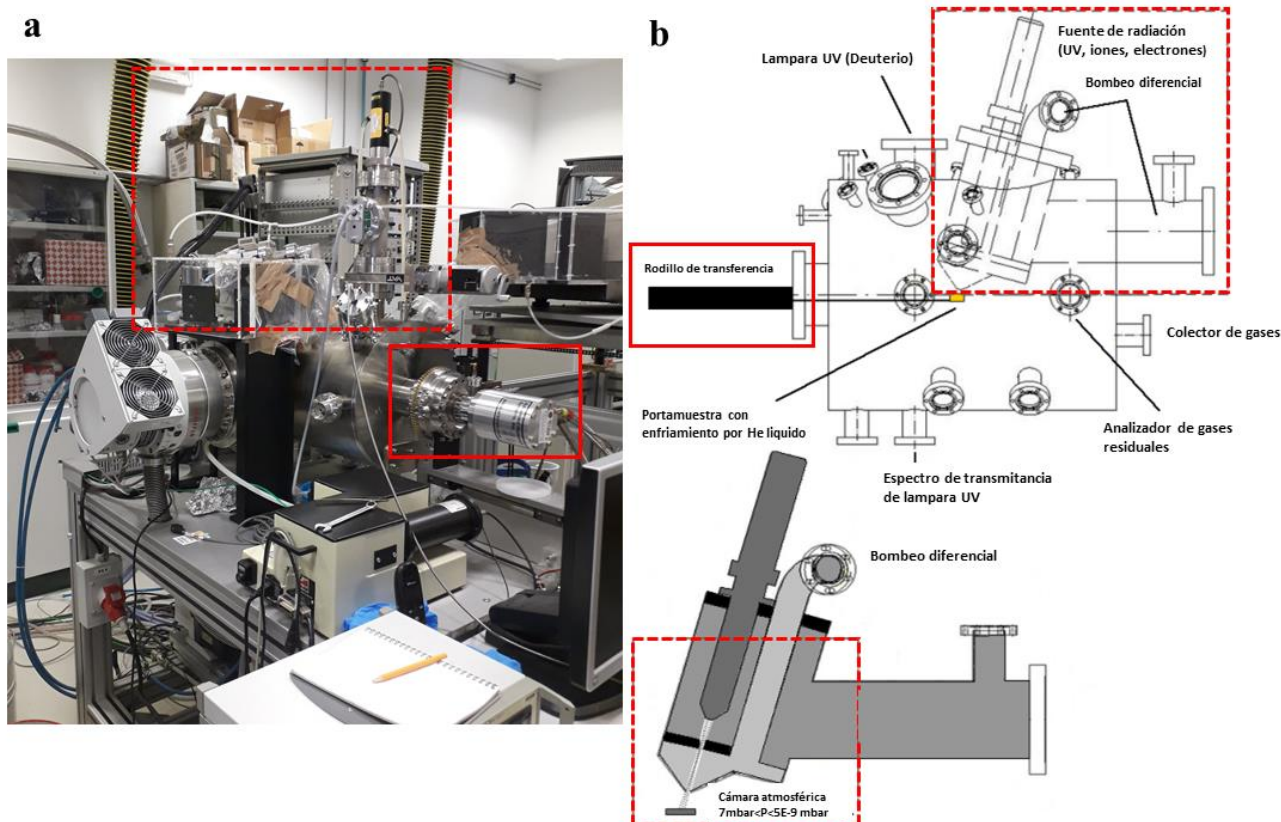 a
b
Fuente de radiación
(UV, iones, electrones)
Lampara UV (Deuterio)
Bombeo diferencial
Rodillo de transferencia
Colector de gases
Portamuestra con
enfriamiento por He liquido
Analizador de gases
residuales
Espectro de transmitancia
de lampara UV
Bombeo diferencial
Cámara atmosférica
7mbar<P<5E-9 mbar